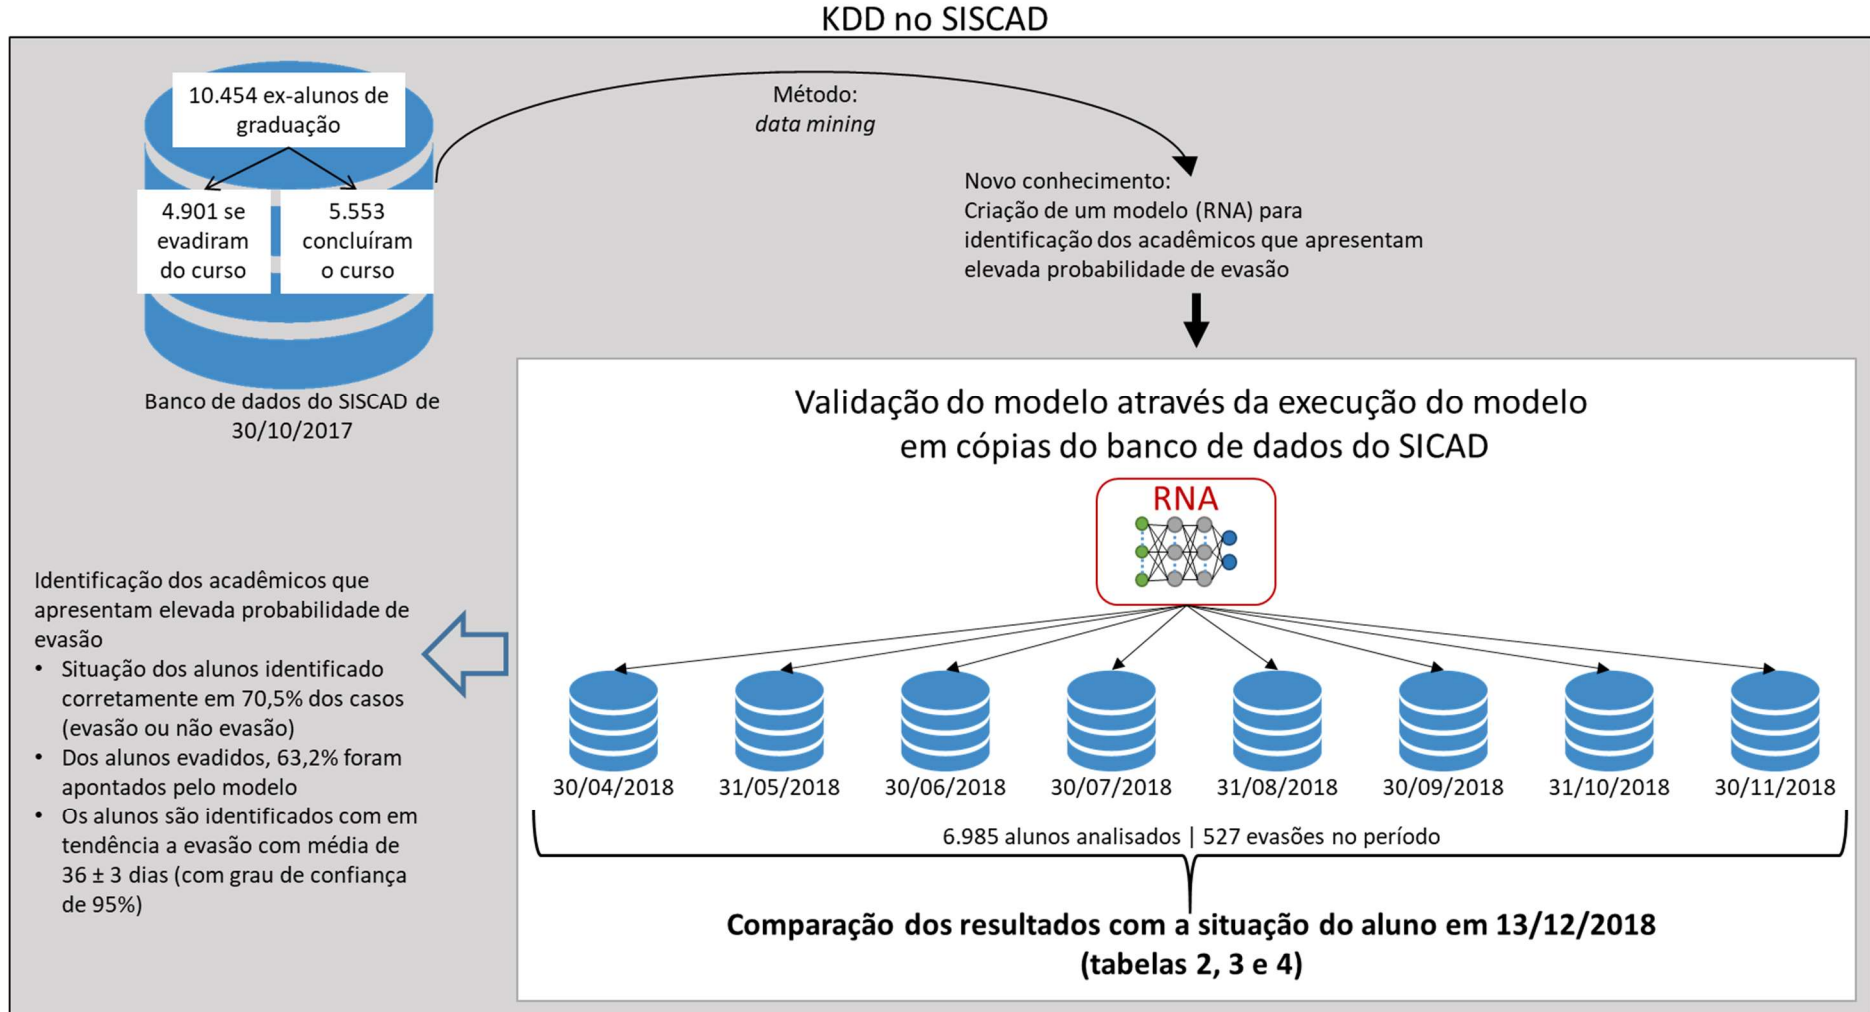 KDD no SISCAD
10.454 ex-alunos de
graduação
4.901 se
evadiram
do curso
5.553
concluíram
o curso
Banco de dados do SISCAD de
30/10/2017
Método:
data mining
Novo conhecimento:
Criação de um modelo (RNA) para
identificação dos acadêmicos que apresentam
elevada probabilidade de evasão
Validação do modelo através da execução do modelo
em cópias do banco de dados do SICAD
RNA
30/04/2018
31/05/2018
30/06/2018
30/07/2018
31/08/2018
30/09/2018
31/10/2018
30/11/2018
6.985 alunos analisados | 527 evasões no período
Comparação dos resultados com a situação do aluno em 13/12/2018
(tabelas 2, 3 e 4)
Identificação dos acadêmicos que
apresentam elevada probabilidade de
evasão
• Situação dos alunos identificado
corretamente em 70,5% dos casos
(evasão ou não evasão)
• Dos alunos evadidos, 63,2% foram
apontados pelo modelo
• Os alunos são identificados com em
tendência a evasão com média de
36 ± 3 dias (com grau de confiança
de 95%)